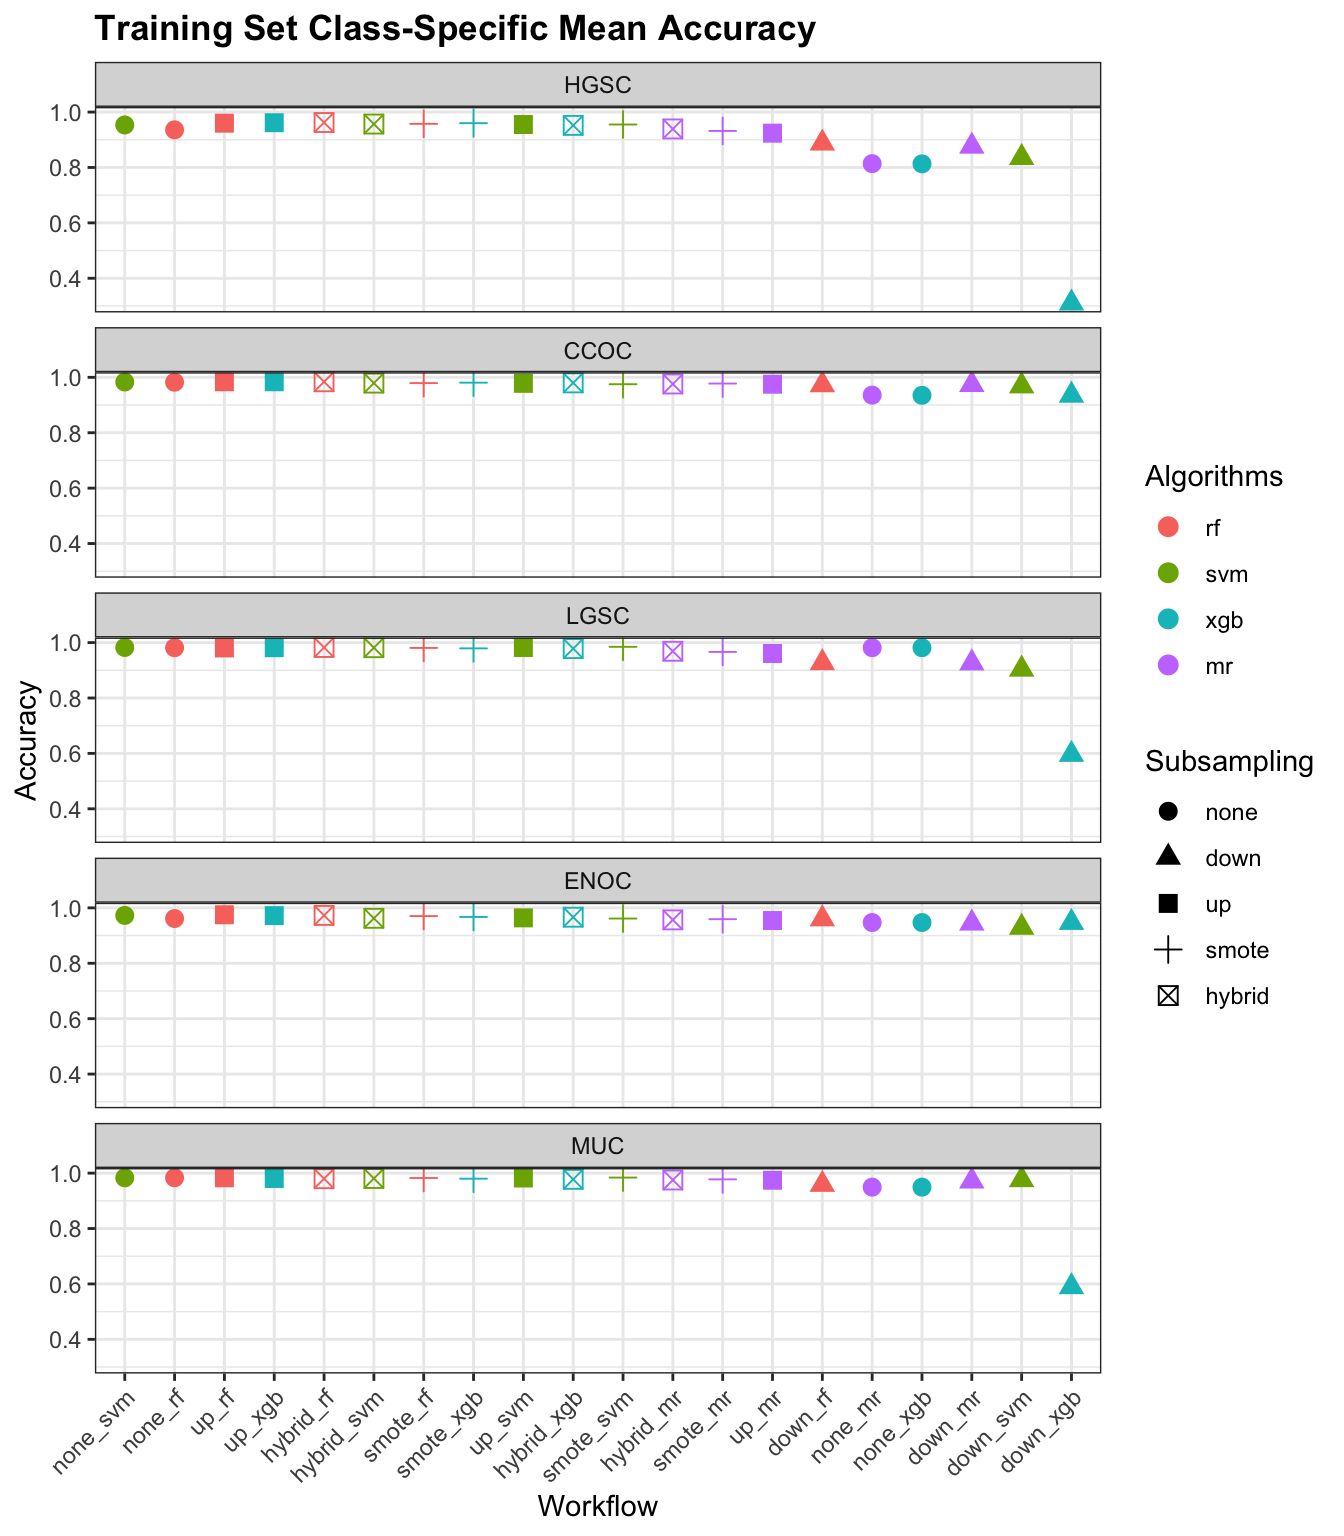 Training Set Class-Specific Mean Accuracy
HGSC
1.0
0.8
0.6
0.4
CCOC
1.0
0.8
0.6
0.4
LGSC
1.0
0.8
0.6
0.4
ENOC
1.0
0.8
0.6
0.4
MUC
1.0
0.8
0.6
0.4
Accuracy
none_svm
none_rf
up_rf
up_xgb
hybrid_rf
hybrid_svm
smote_rf
smote_xgb
up_svm
hybrid_xgb
smote_svm
hybrid_mr
smote_mr
up_mr
down_rf
none_mr
none_xgb
down_mr
down_svm
down_xgb
Workflow
Algorithms
rf
svm
xgb
mr
Subsampling
none
down
up
smote
hybrid